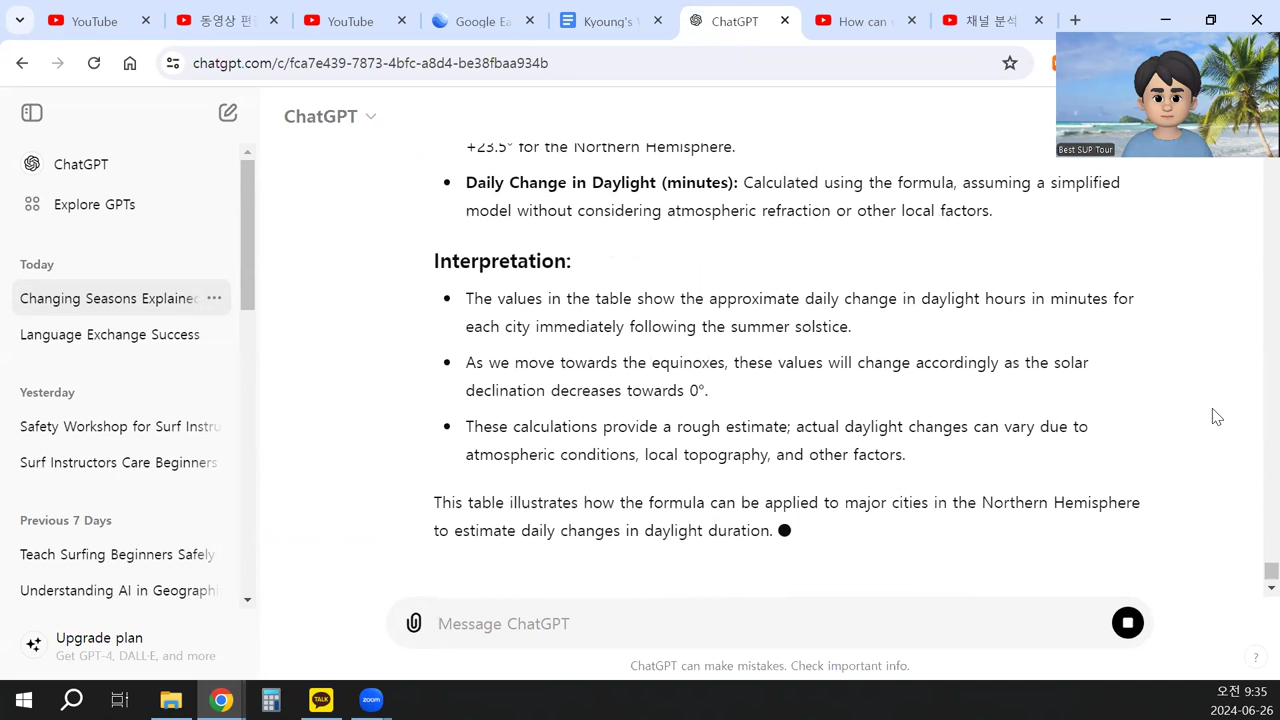 YouTube
동영상 편
YouTube
Google Ea
Kyoung's
ChatGPT
How can
채널 분석
chatgpt.com/c/fca7e439-7873-4bfc-a8d4-be38fbaa934b
Best SUP Tour
ChatGPT
ChatGPT
Explore GPTs
Today
Changing Seasons Explained
Language Exchange Success
Yesterday
Safety Workshop for Surf Instru
Surf Instructors Care Beginners
Previous 7 Days
Teach Surfing Beginners Safely
Understanding AI in Geographi
Upgrade plan
Get GPT-4, DALL·E, and more
+23.5° for the Northern Hemisphere.
Daily Change in Daylight (minutes): Calculated using the formula, assuming a simplified
model without considering atmospheric refraction or other local factors.
Interpretation:
The values in the table show the approximate daily change in daylight hours in minutes for
each city immediately following the summer solstice.
As we move towards the equinoxes, these values will change accordingly as the solar
declination decreases towards 0°.
These calculations provide a rough estimate; actual daylight changes can vary due to
atmospheric conditions, local topography, and other factors.
This table illustrates how the formula can be applied to major cities in the Northern Hemisphere
to estimate daily changes in daylight duration.
Message ChatGPT
ChatGPT can make mistakes. Check important info.
?
TALK
zoom
오전 9:35
2024-06-26